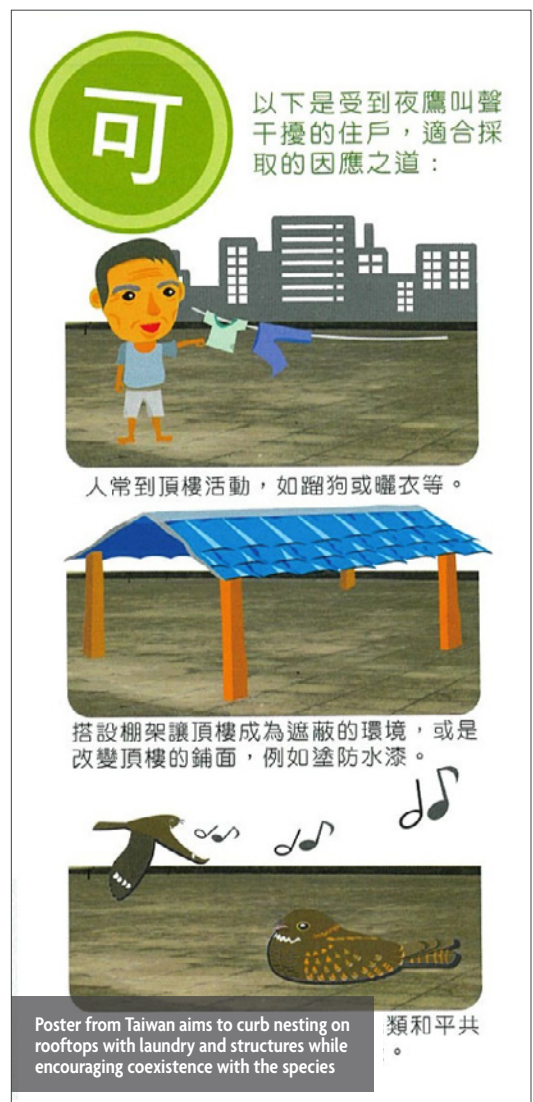 可
以下是受到夜鷹叫聲
干擾的住戶，適合採
取的因應之道：
人常到頂樓活動，如蹓狗或曬衣等。
搭設棚架讓頂樓成為遮蔽的環境，或是
改變頂樓的鋪面，例如塗防水漆。
類和平共
。
Poster from Taiwan aims to curb nesting on
rooftops with laundry and structures while
encouraging coexistence with the species